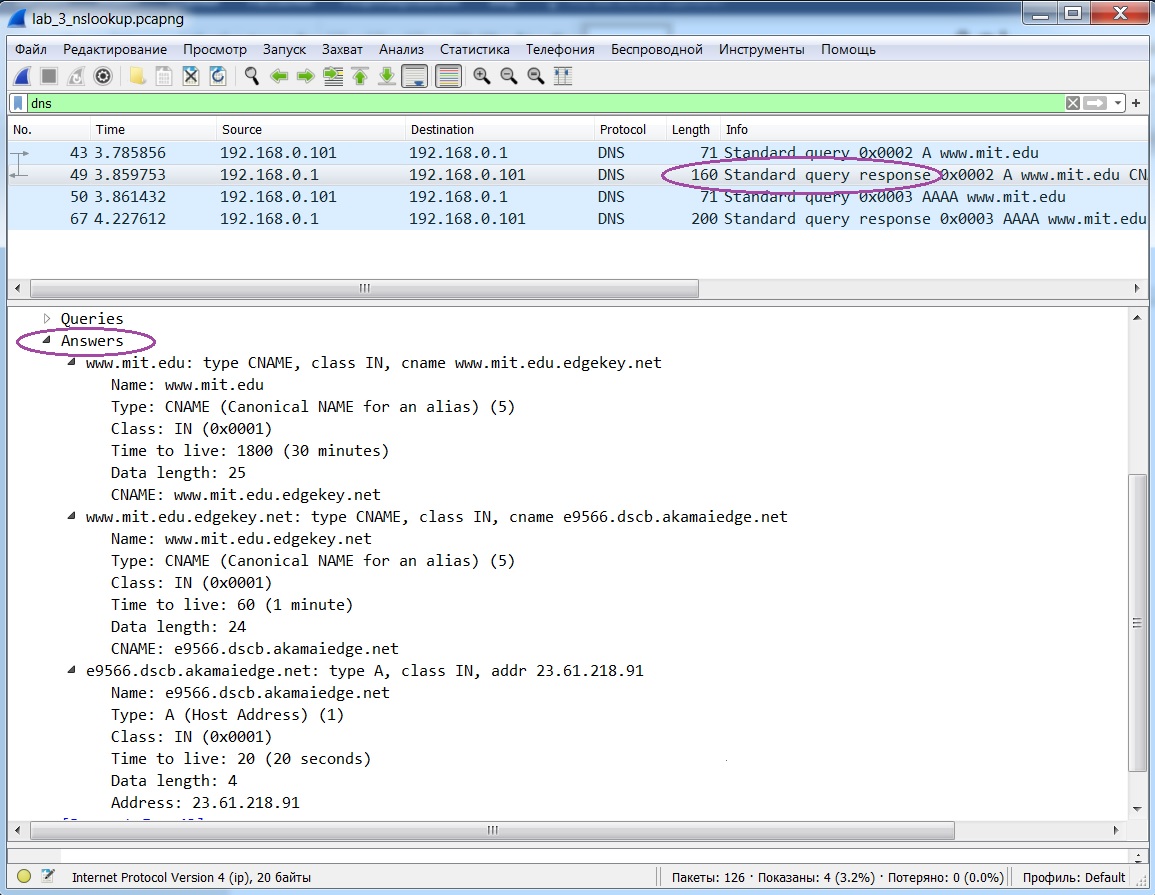 lab_3_nslookup.pcapng
Файл Редактирование Просмотр Запуск Захват Анализ Статистика Телефония Беспроводной Инструменты Помощь
dns
No. Time Source Destination Protocol Length Info
43 3.785856 192.168.0.101 192.168.0.1 DNS 71 Standard query 0x0002 A www.mit.edu
49 3.859753 192.168.0.1 192.168.0.101 DNS 160 Standard query response 0x0002 A www.mit.edu CN
50 3.861432 192.168.0.101 192.168.0.1 DNS 71 Standard query 0x0003 AAAA www.mit.edu
67 4.227612 192.168.0.1 192.168.0.101 DNS 200 Standard query response 0x0003 AAAA www.mit.edu
Queries
Answers
www.mit.edu: type CNAME, class IN, cname www.mit.edu.edgekey.net
Name: www.mit.edu
Type: CNAME (Canonical NAME for an alias) (5)
Class: IN (0x0001)
Time to live: 1800 (30 minutes)
Data length: 25
CNAME: www.mit.edu.edgekey.net
www.mit.edu.edgekey.net: type CNAME, class IN, cname e9566.dscb.akamaiedge.net
Name: www.mit.edu.edgekey.net
Type: CNAME (Canonical NAME for an alias) (5)
Class: IN (0x0001)
Time to live: 60 (1 minute)
Data length: 24
CNAME: e9566.dscb.akamaiedge.net
e9566.dscb.akamaiedge.net: type A, class IN, addr 23.61.218.91
Name: e9566.dscb.akamaiedge.net
Type: A (Host Address) (1)
Class: IN (0x0001)
Time to live: 20 (20 seconds)
Data length: 4
Address: 23.61.218.91
Internet Protocol Version 4 (ip), 20 байты Пакеты: 126 · Показаны: 4 (3.2%) · Потеряно: 0 (0.0%) Профиль: Default